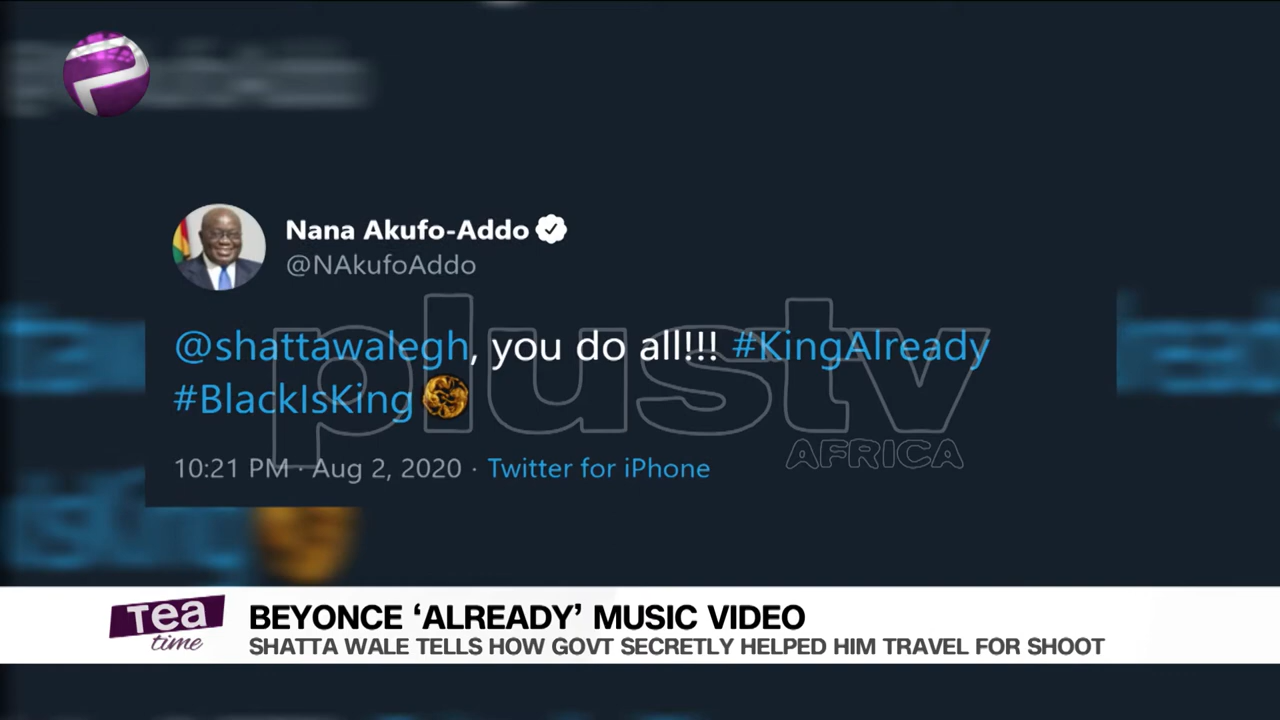 Nana Akufo-Addo
@NAkufoAddo
@shattawalegh, you do all!!! #KingAlready
#BlackIsKing
plustv
AFRICA
10:21 PM · Aug 2, 2020 · Twitter for iPhone
Tea
time
BEYONCE ‘ALREADY’ MUSIC VIDEO
SHATTA WALE TELLS HOW GOVT SECRETLY HELPED HIM TRAVEL FOR SHOOT